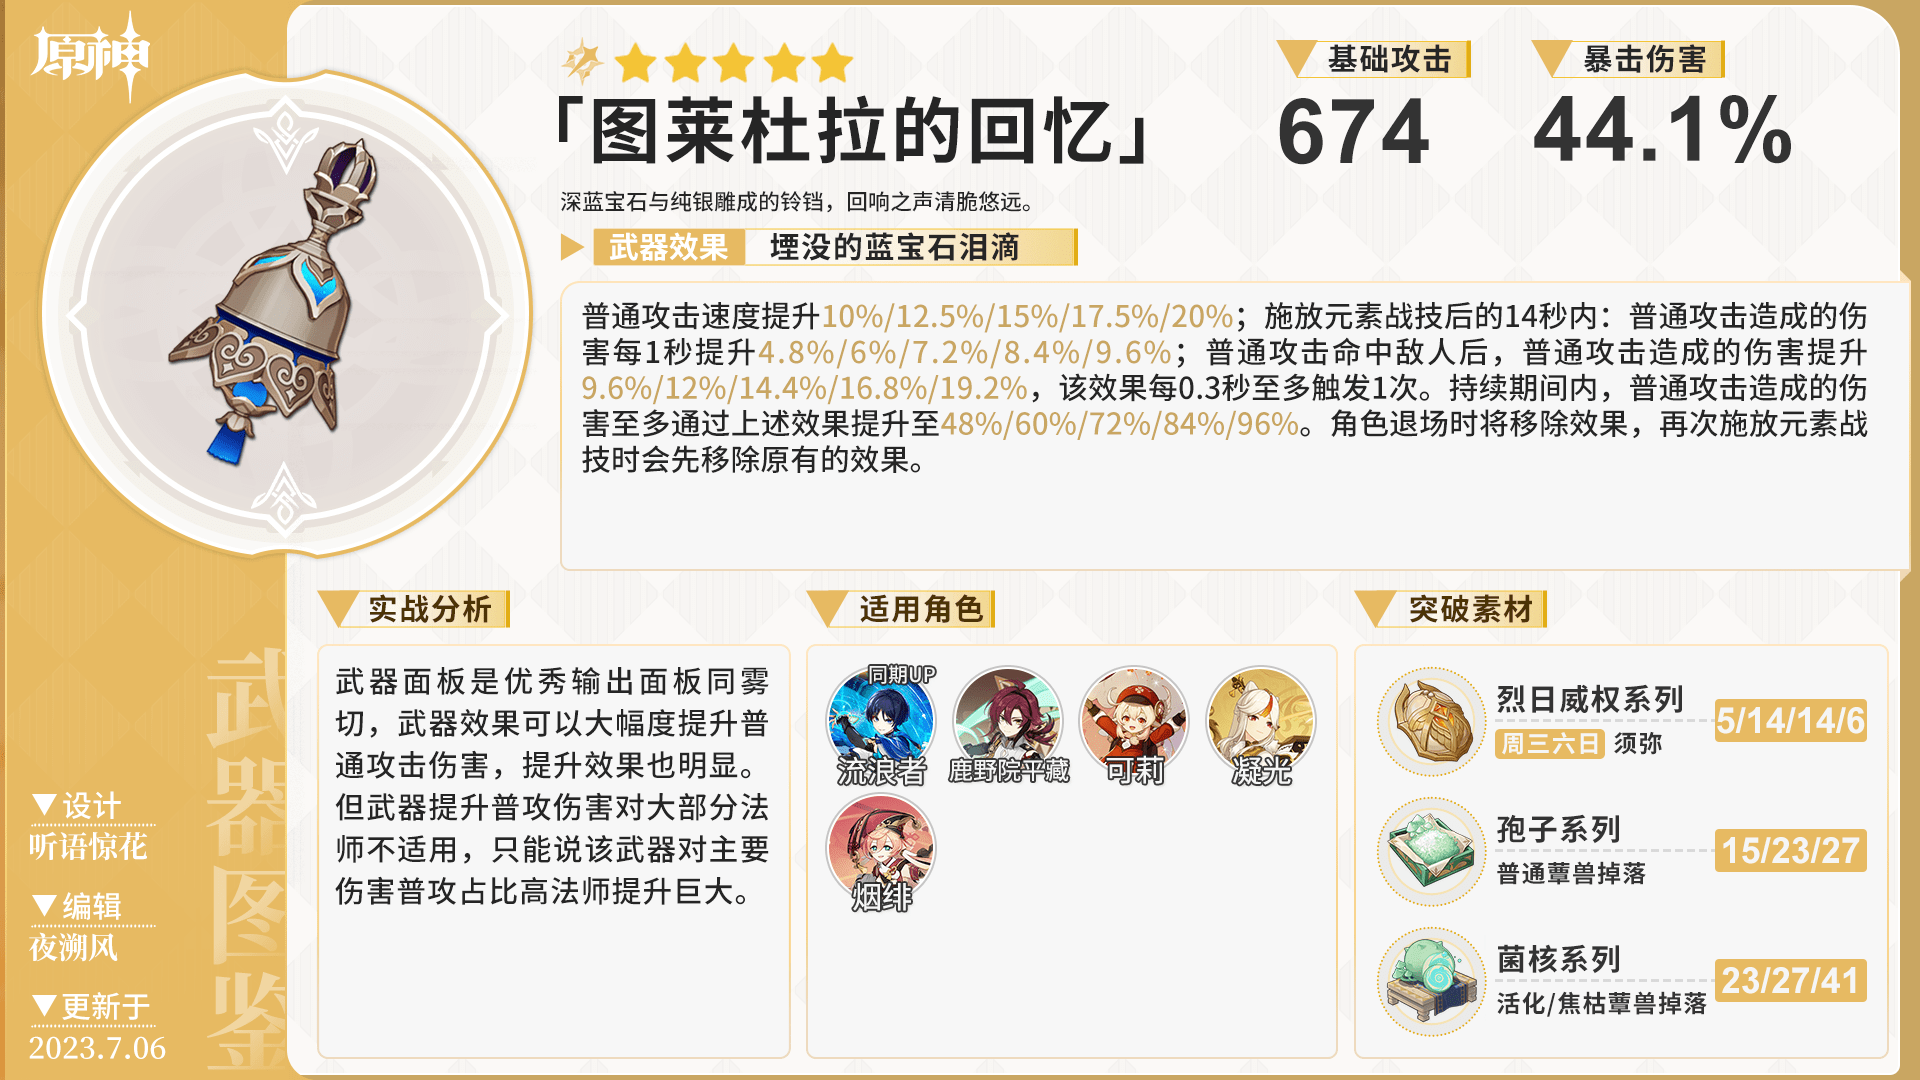 原神
「图莱杜拉的回忆」
深蓝宝石与纯银雕成的铃铛，回响之声清脆悠远。
基础攻击
674
暴击伤害
44.1%
武器效果 堙没的蓝宝石泪滴
普通攻击速度提升10%/12.5%/15%/17.5%/20%；施放元素战技后的14秒内：普通攻击造成的伤
害每1秒提升4.8%/6%/7.2%/8.4%/9.6%；普通攻击命中敌人后，普通攻击造成的伤害提升
9.6%/12%/14.4%/16.8%/19.2%，该效果每0.3秒至多触发1次。持续期间内，普通攻击造成的伤
害至多通过上述效果提升至48%/60%/72%/84%/96%。角色退场时将移除效果，再次施放元素战
技时会先移除原有的效果。
实战分析
武器面板是优秀输出面板同雾
切，武器效果可以大幅度提升普
通攻击伤害，提升效果也明显。
但武器提升普攻伤害对大部分法
师不适用，只能说该武器对主要
伤害普攻占比高法师提升巨大。
适用角色
同期UP
流浪者
鹿野院平藏
可莉
凝光
烟绯
突破素材
烈日威权系列
周三六日 须弥
5/14/14/6
孢子系列
普通蕈兽掉落
15/23/27
菌核系列
活化/焦枯蕈兽掉落
23/27/41
武器图鉴
▼设计
听语惊花
▼编辑
夜溯风
▼更新于
2023.7.06